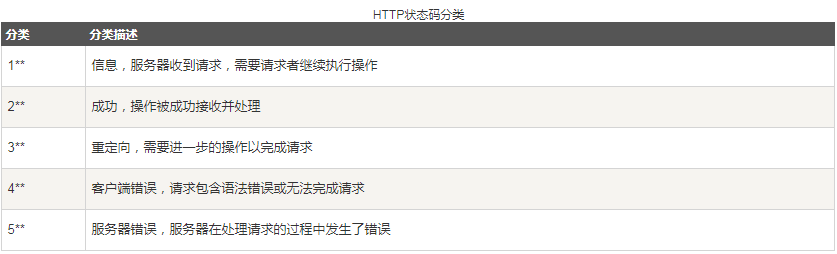 HTTP状态码分类
分类 分类描述
1** 信息，服务器收到请求，需要请求者继续执行操作
2** 成功，操作被成功接收并处理
3** 重定向，需要进一步的操作以完成请求
4** 客户端错误，请求包含语法错误或无法完成请求
5** 服务器错误，服务器在处理请求的过程中发生了错误